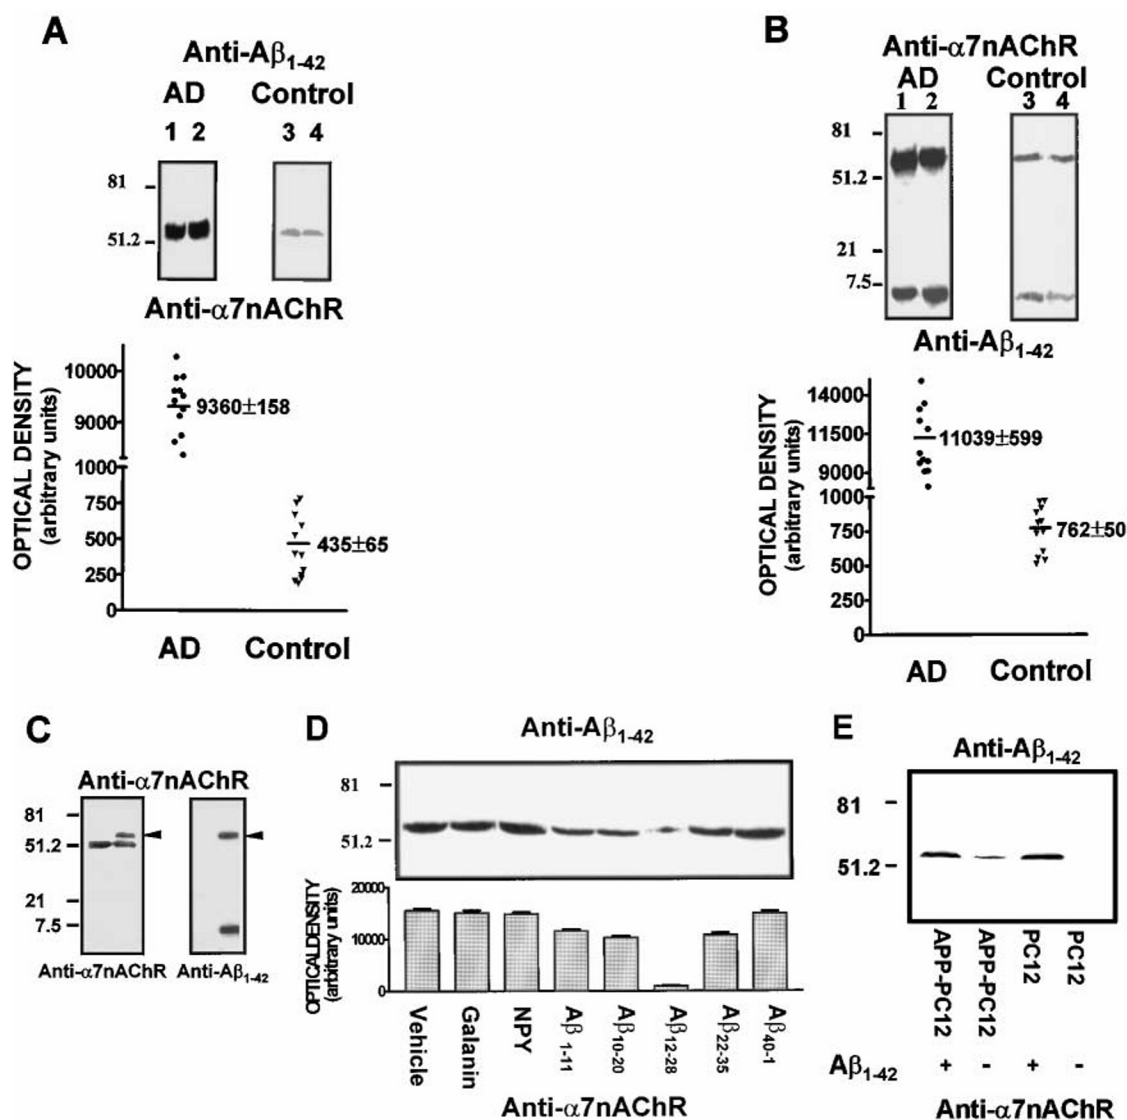 A
Anti-Aβ1-42
AD Control
1 2 3 4
81
51.2
Anti-α7nAChR
OPTICAL DENSITY
(arbitrary units)
10000
9000
1000
750
500
250
0
9360±158
435±65
AD Control
B
Anti-α7nAChR
AD Control
1 2 3 4
81
51.2
21
7.5
Anti-Aβ1-42
OPTICAL DENSITY
(arbitrary units)
14000
11500
9000
1000
750
500
250
0
11039±599
762±50
AD Control
C
Anti-α7nAChR
81
51.2
21
7.5
Anti-α7nAChR Anti-Aβ1-42
D
Anti-Aβ1-42
81
51.2
OPTICAL DENSITY
(arbitrary units)
20000
10000
0
Vehicle
Galanin
NPY
Aβ 1-11
Aβ10-20
Aβ12-28
Aβ22-35
Aβ40-1
Anti-α7nAChR
E
Anti-Aβ1-42
81
51.2
APP-PC12
APP-PC12
PC12
PC12
Aβ1-42 + - + -
Anti-α7nAChR